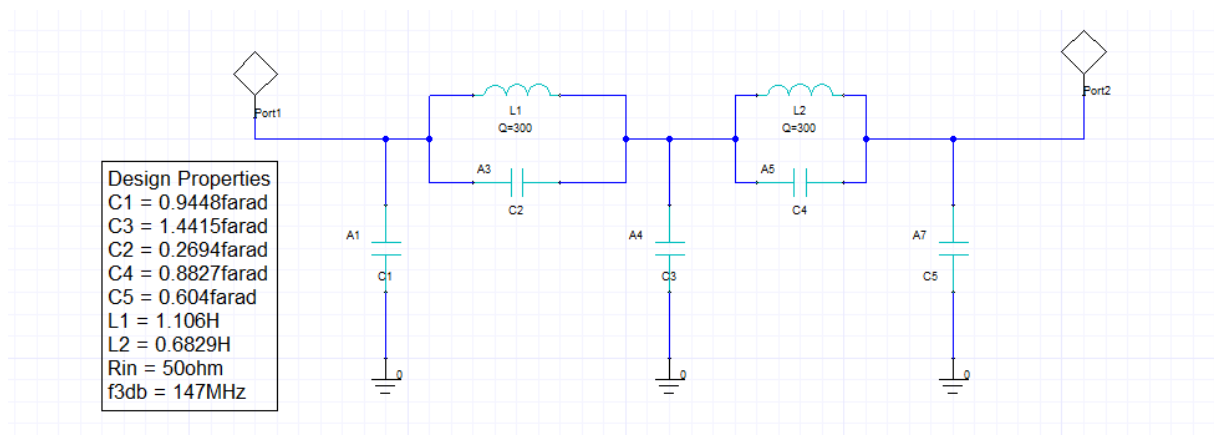 Port1
Port2
L1
Q=300
L2
Q=300
A3
A5
C2
C4
A1
A4
A7
C1
C3
C5
0
0
0
Design Properties
C1 = 0.9448farad
C3 = 1.4415farad
C2 = 0.2694farad
C4 = 0.8827farad
C5 = 0.604farad
L1 = 1.106H
L2 = 0.6829H
Rin = 50ohm
f3db = 147MHz